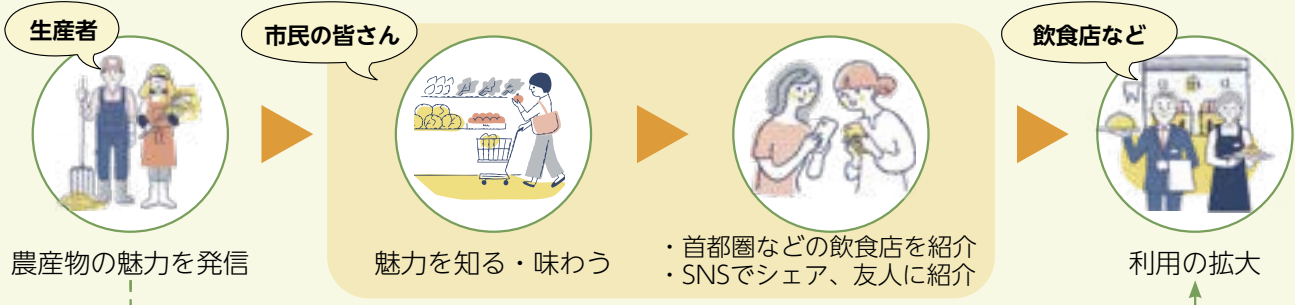 生産者
市民の皆さん
飲食店など
農産物の魅力を発信
魅力を知る・味わう
・首都圏などの飲食店を紹介
・SNSでシェア、友人に紹介
利用の拡大